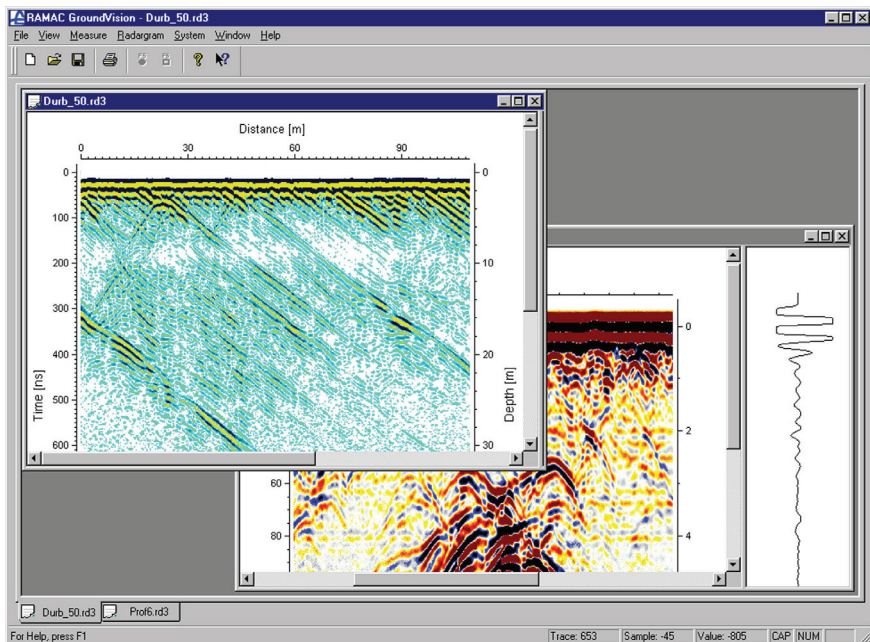 RAMAC GroundVision - Durb_50.rd3
File View Measure Radargram System Window Help
Durb_50.rd3
Distance [m]
0 30 60 90
0 0
100
200 10
300
400 20
500
600 30
Time [ns]
Depth [m]
0
2
60
80 4
Durb_50.rd3 Prof6.rd3
For Help, press F1 Trace: 653 Sample: -45 Value: -805 CAP NUM